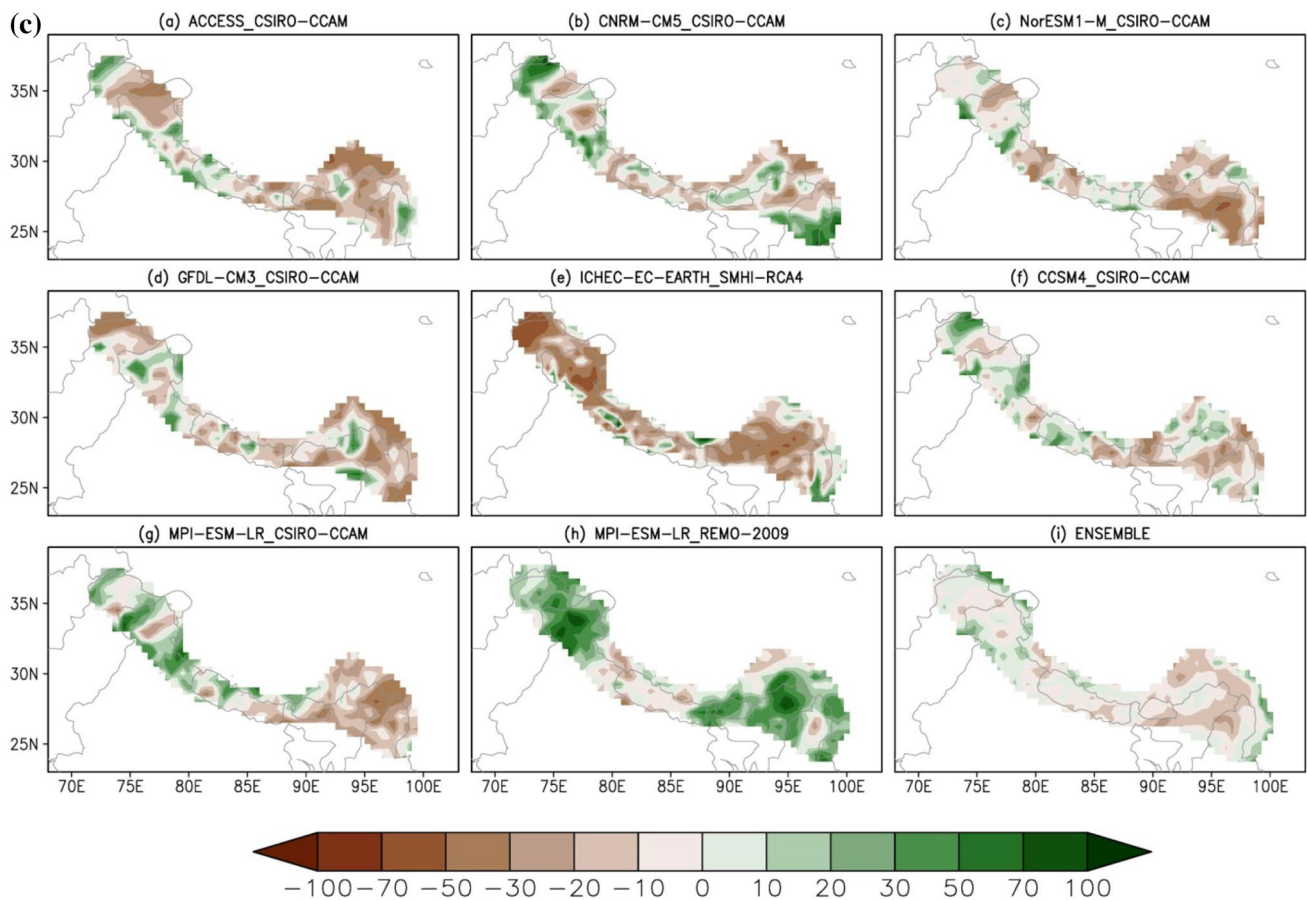 (c)
(a) ACCESS_CSIRO-CCAM
(b) CNRM-CM5_CSIRO-CCAM
(c) NorESM1-M_CSIRO-CCAM
35N
30N
25N
(d) GFDL-CM3_CSIRO-CCAM
(e) ICHEC-EC-EARTH_SMHI-RCA4
(f) CCSM4_CSIRO-CCAM
35N
30N
25N
(g) MPI-ESM-LR_CSIRO-CCAM
(h) MPI-ESM-LR_REMO-2009
(i) ENSEMBLE
35N
30N
25N
70E 75E 80E 85E 90E 95E 100E
70E 75E 80E 85E 90E 95E 100E
70E 75E 80E 85E 90E 95E 100E
-100 -70 -50 -30 -20 -10 0 10 20 30 50 70 100